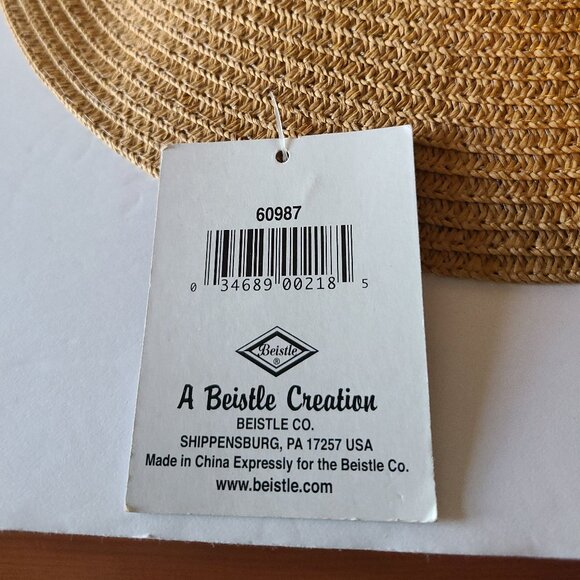 60987
0 34689 00218 5
Beistle
®
A Beistle Creation
BEISTLE CO.
SHIPPENSBURG, PA 17257 USA
Made in China Expressly for the Beistle Co.
www.beistle.com